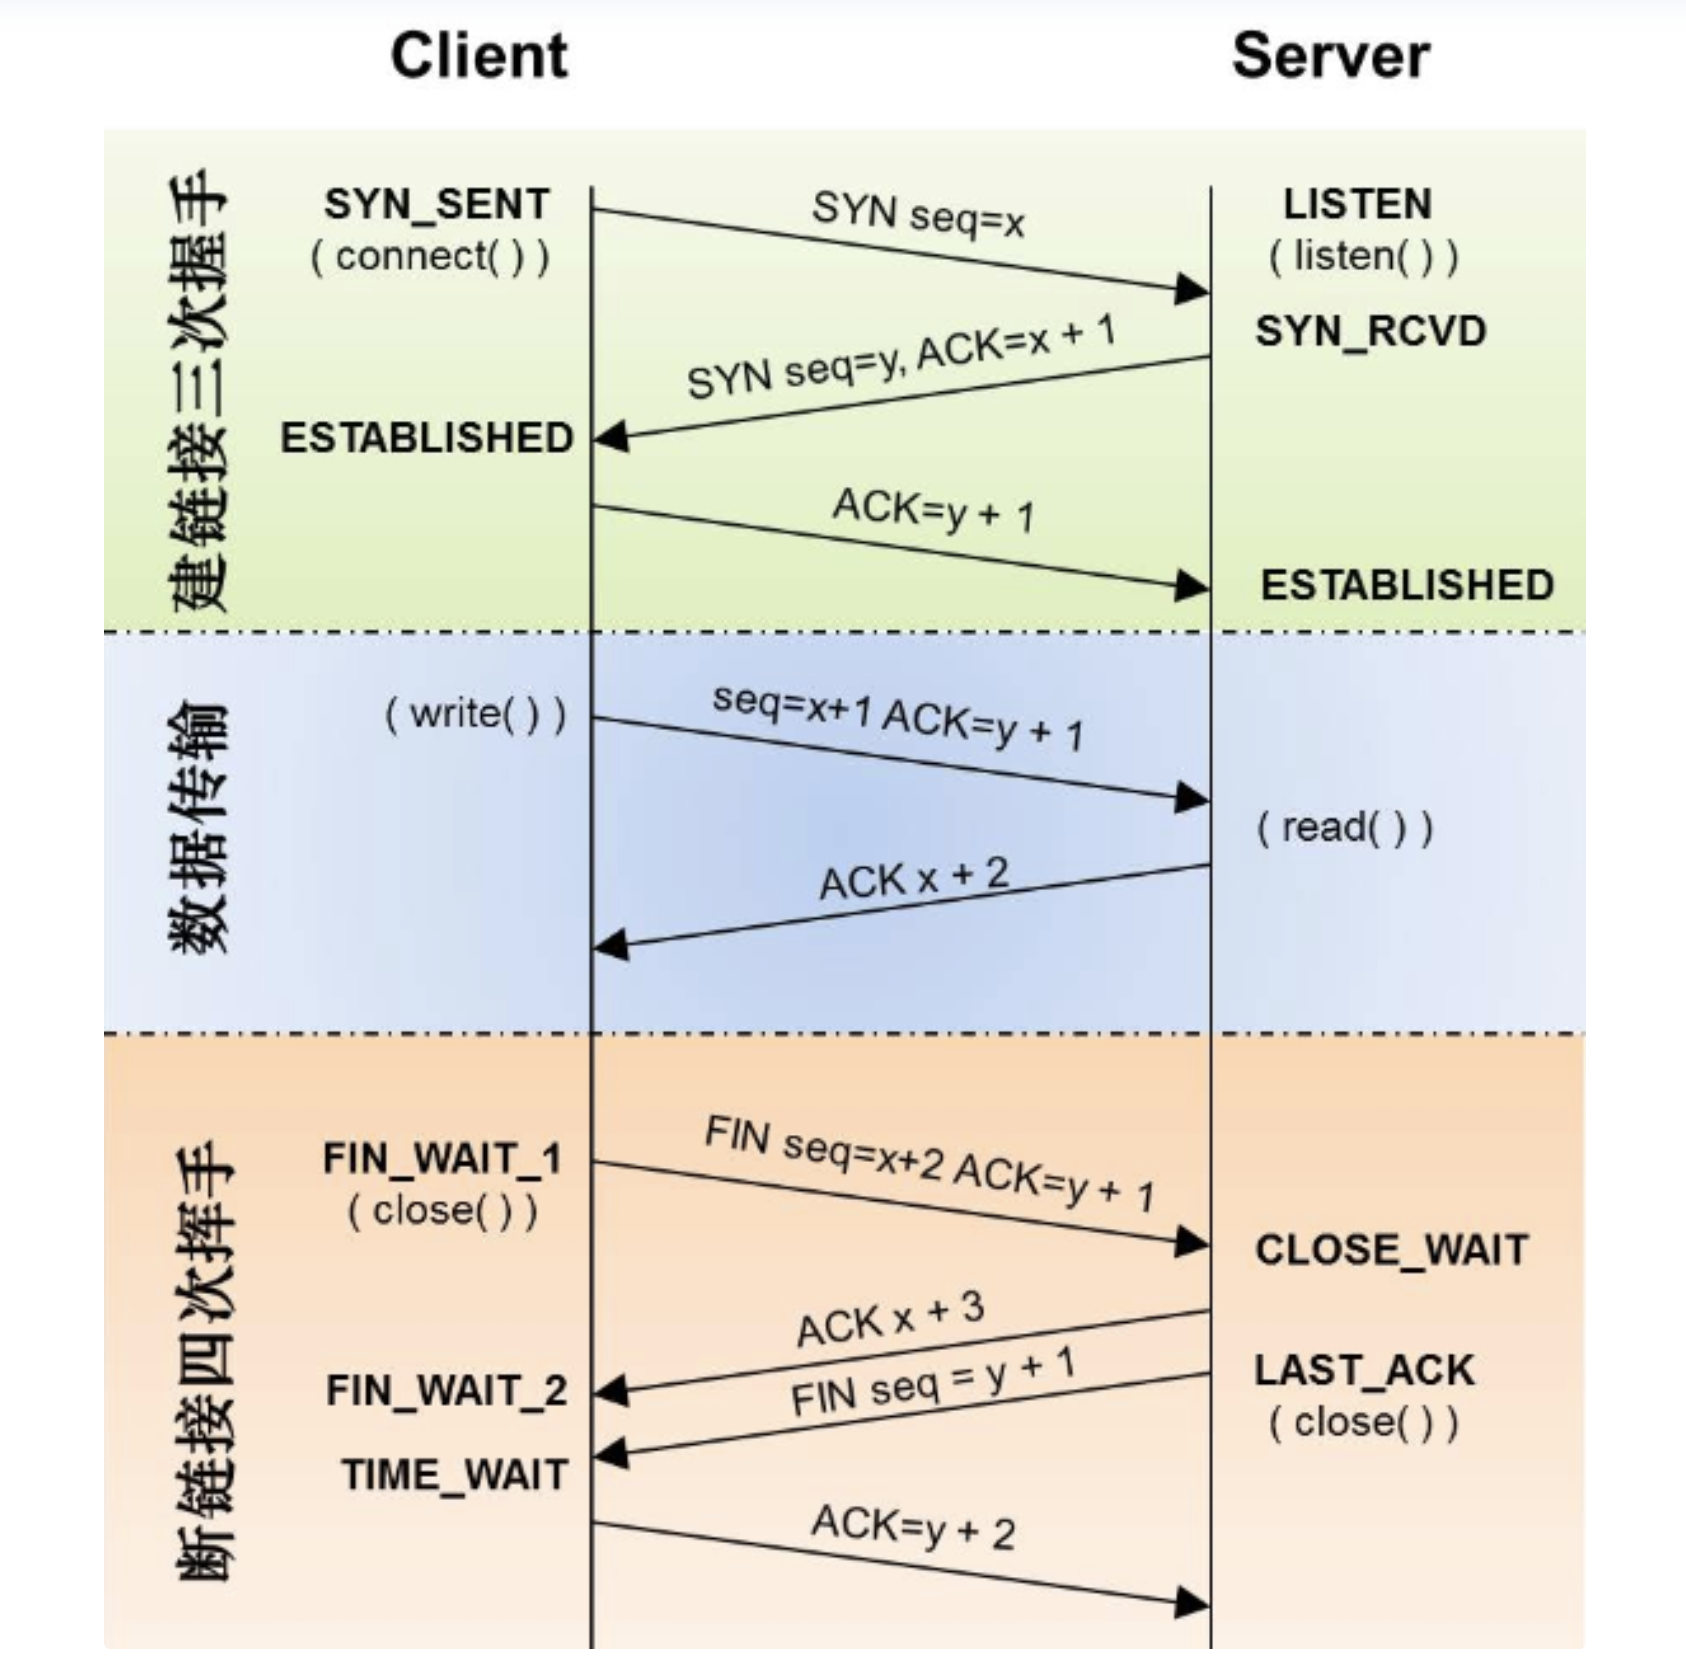 Client
Server
建链接三次握手
SYN_SENT
( connect( ) )
SYN seq=x
LISTEN
( listen( ) )
SYN_RCVD
SYN seq=y, ACK=x + 1
ESTABLISHED
ACK=y + 1
ESTABLISHED
数据传输
( write( ) )
seq=x+1 ACK=y + 1
( read( ) )
ACK x + 2
断链接四次挥手
FIN_WAIT_1
( close( ) )
FIN seq=x+2 ACK=y + 1
CLOSE_WAIT
ACK x + 3
FIN_WAIT_2
FIN seq = y + 1
LAST_ACK
( close( ) )
TIME_WAIT
ACK=y + 2